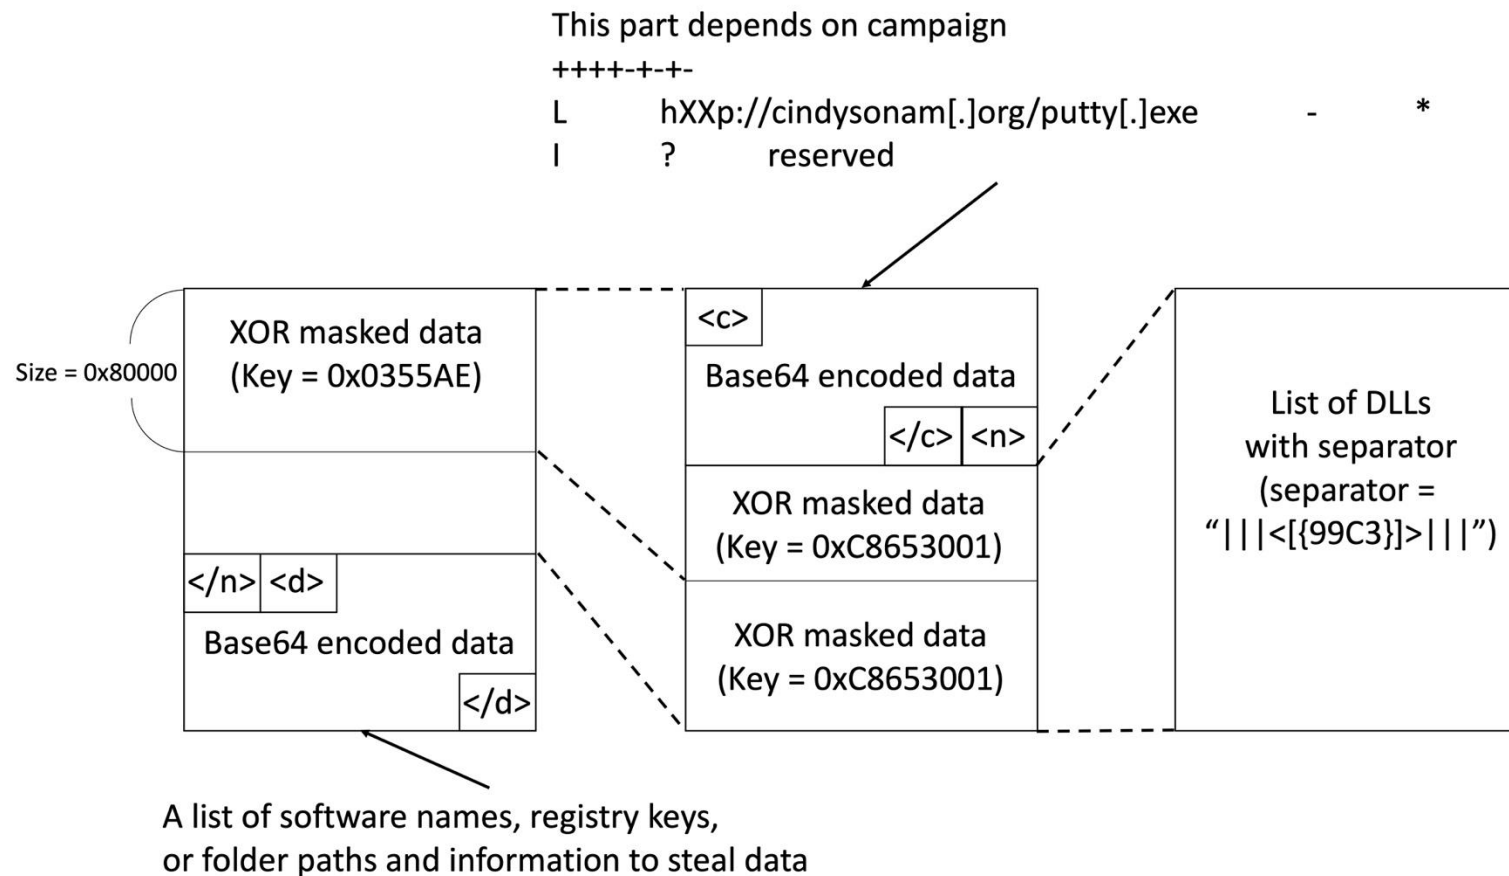 This part depends on campaign
++++-+-+-
L hXXp://cindysonam[.]org/putty[.]exe - *
I ? reserved
Size = 0x80000
XOR masked data
(Key = 0x0355AE)
</n> <d>
Base64 encoded data
</d>
<c>
Base64 encoded data
</c> <n>
XOR masked data
(Key = 0xC8653001)
XOR masked data
(Key = 0xC8653001)
List of DLLs
with separator
(separator =
“|||<[{99C3}]>|||”)
A list of software names, registry keys,
or folder paths and information to steal data